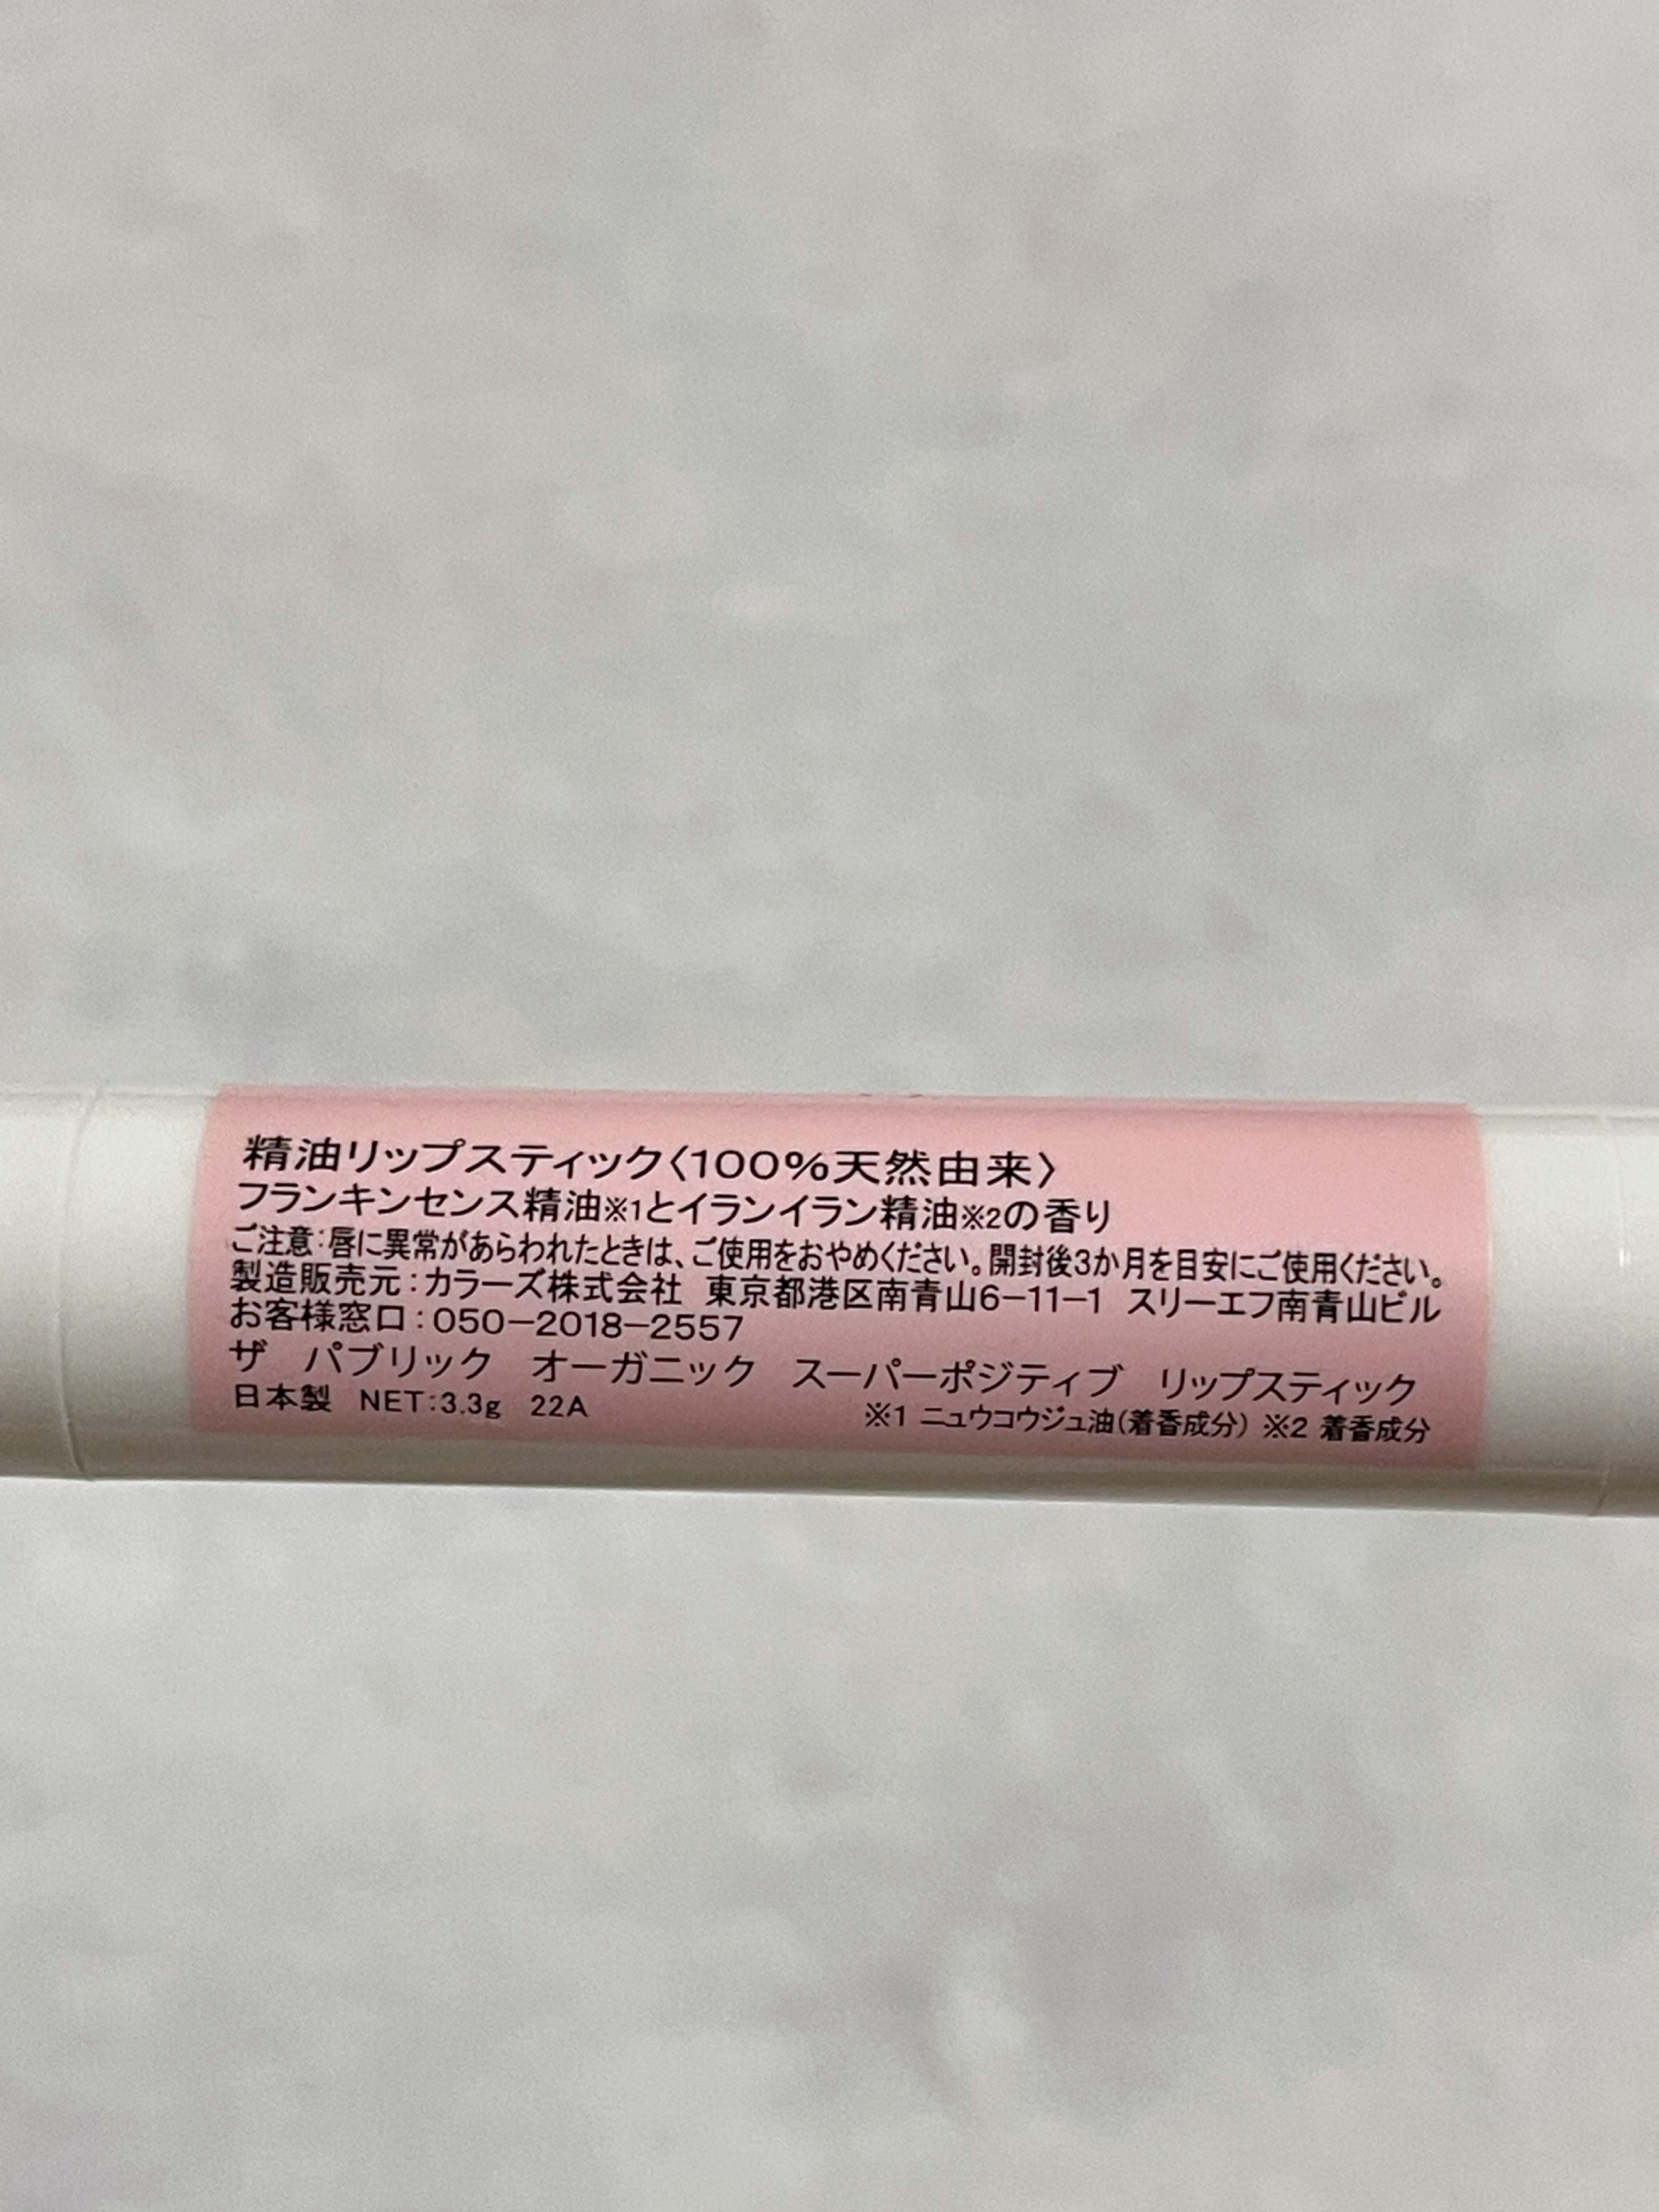 精油リップスティック〈100%天然由来〉
フランキンセンス精油※1とイランイラン精油※2の香り
ご注意:唇に異常があらわれたときは、ご使用をおやめください。開封後3か月を目安にご使用ください。
製造販売元:カラーズ株式会社 東京都港区南青山6-11-1 スリーエフ南青山ビル
お客様窓口:050-2018-2557
ザ パブリック オーガニック スーパーポジティブ リップスティック
日本製 NET:3.3g 22A ※1 ニュウコウジュ油(着香成分) ※2 着香成分